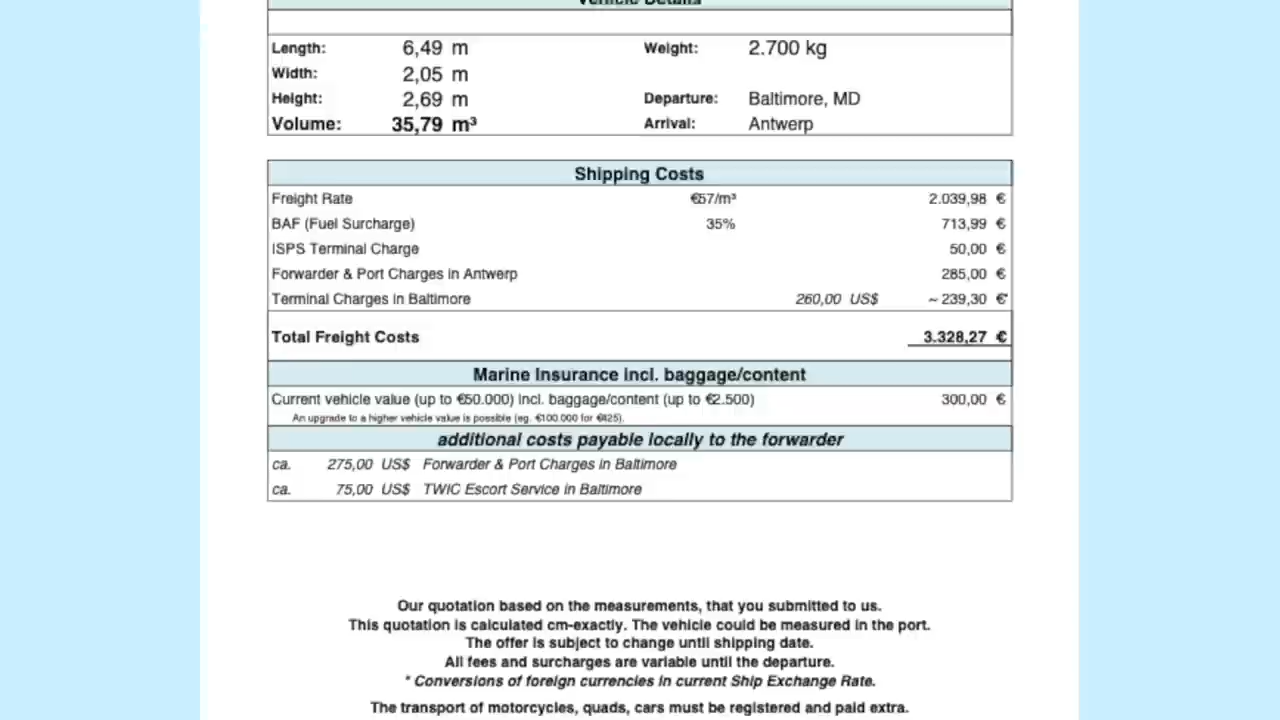 Vehicle Details
Length: 6,49 m Weight: 2.700 kg
Width: 2,05 m
Height: 2,69 m Departure: Baltimore, MD
Volume: 35,79 m³ Arrival: Antwerp
Shipping Costs
Freight Rate €57/m³ 2.039,98 €
BAF (Fuel Surcharge) 35% 713,99 €
ISPS Terminal Charge 50,00 €
Forwarder & Port Charges in Antwerp 285,00 €
Terminal Charges in Baltimore 260,00 US$ ~ 239,30 €*
Total Freight Costs 3.328,27 €
Marine Insurance incl. baggage/content
Current vehicle value (up to €50.000) incl. baggage/content (up to €2.500) 300,00 €
An upgrade to a higher vehicle value is possible (eg. €100.000 for €425).
additional costs payable locally to the forwarder
ca. 275,00 US$ Forwarder & Port Charges in Baltimore
ca. 75,00 US$ TWIC Escort Service in Baltimore
Our quotation based on the measurements, that you submitted to us.
This quotation is calculated cm-exactly. The vehicle could be measured in the port.
The offer is subject to change until shipping date.
All fees and surcharges are variable until the departure.
* Conversions of foreign currencies in current Ship Exchange Rate.
The transport of motorcycles, quads, cars must be registered and paid extra.